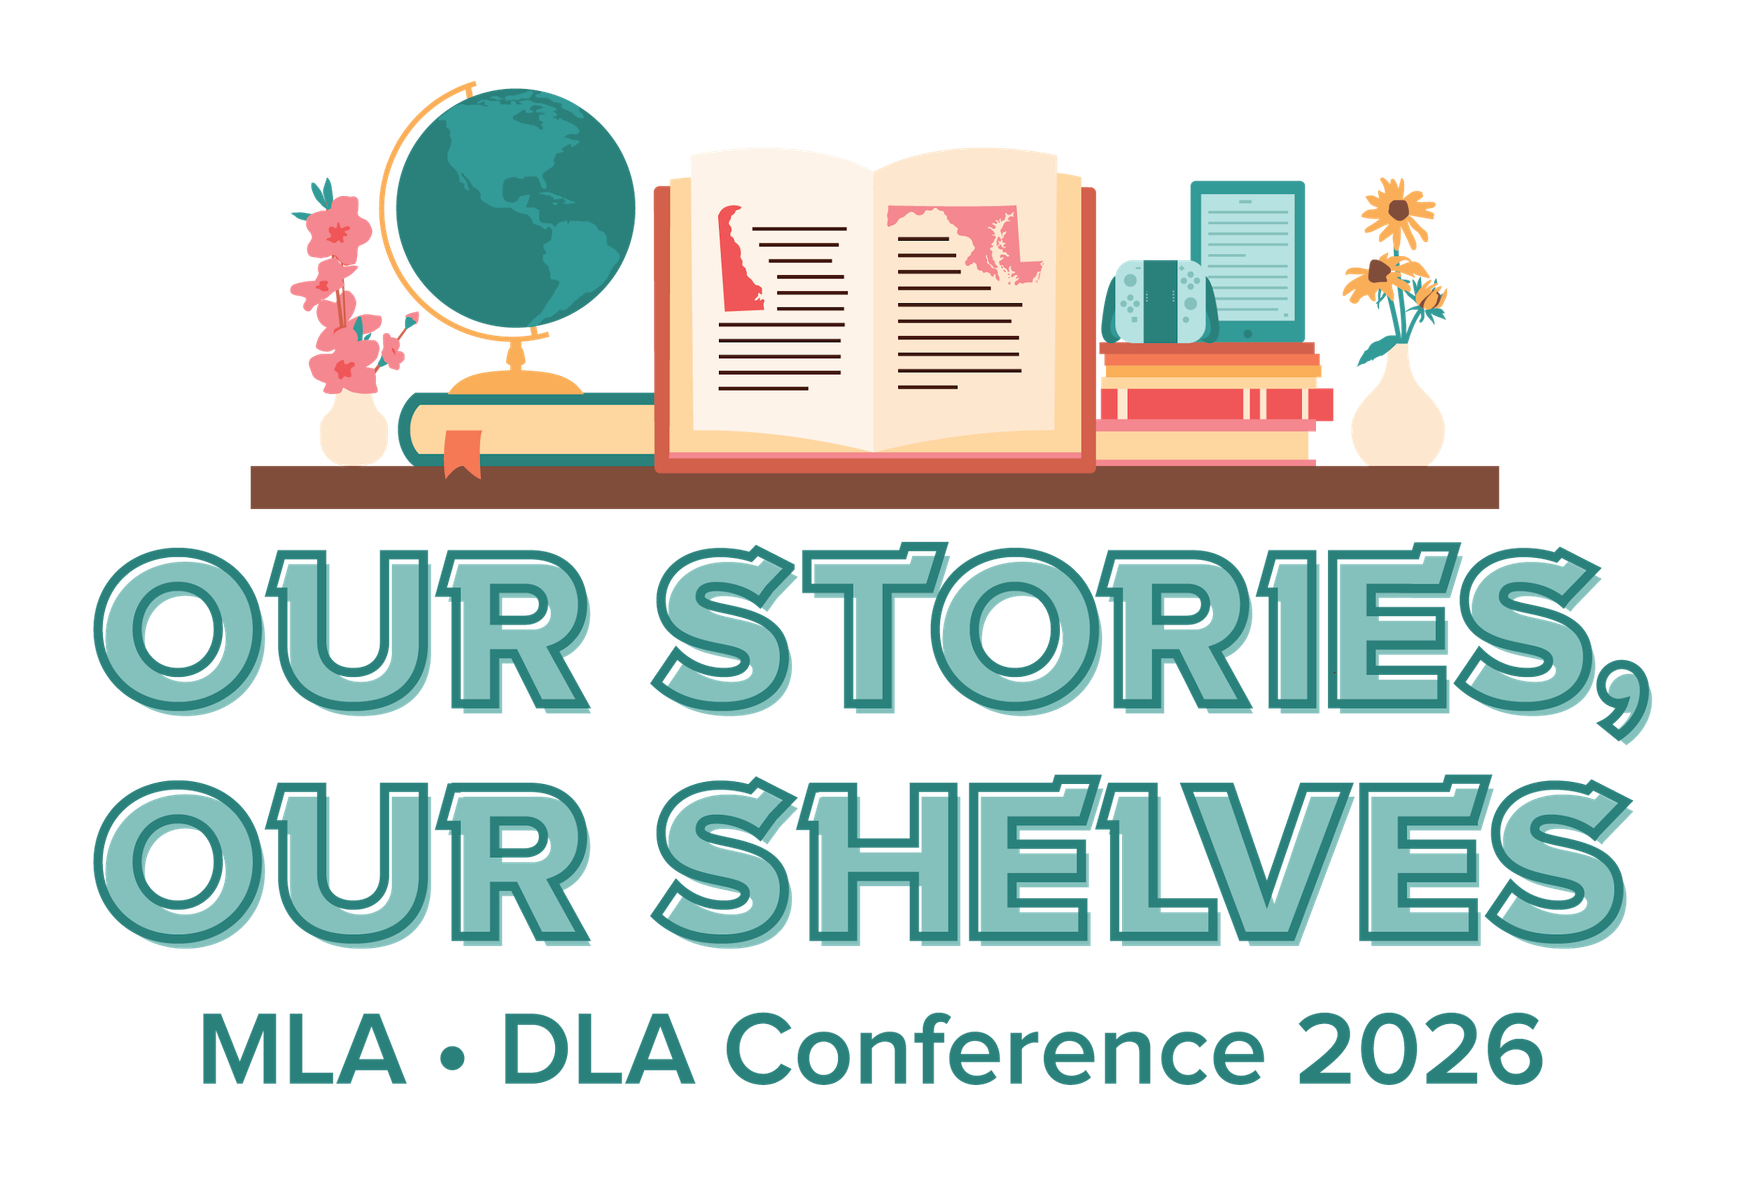 OUR STORIES,
OUR SHELVES
MLA • DLA Conference 2026